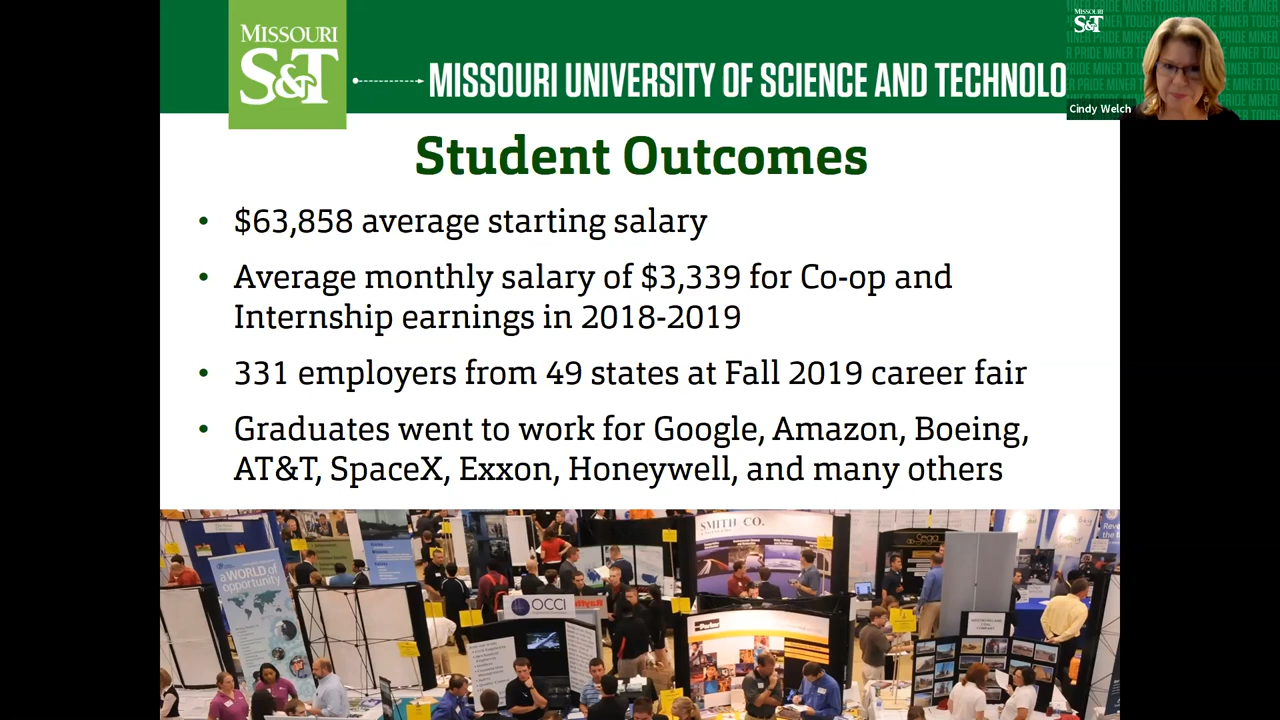 MISSOURI
S&T
MISSOURI UNIVERSITY OF SCIENCE AND TECHNOLO
MISSOURI
S&T
Cindy Welch
Student Outcomes
• $63,858 average starting salary
• Average monthly salary of $3,339 for Co-op and
Internship earnings in 2018-2019
• 331 employers from 49 states at Fall 2019 career fair
• Graduates went to work for Google, Amazon, Boeing,
AT&T, SpaceX, Exxon, Honeywell, and many others
SMITH & CO.
a WORLD of
opportunity
OCCI